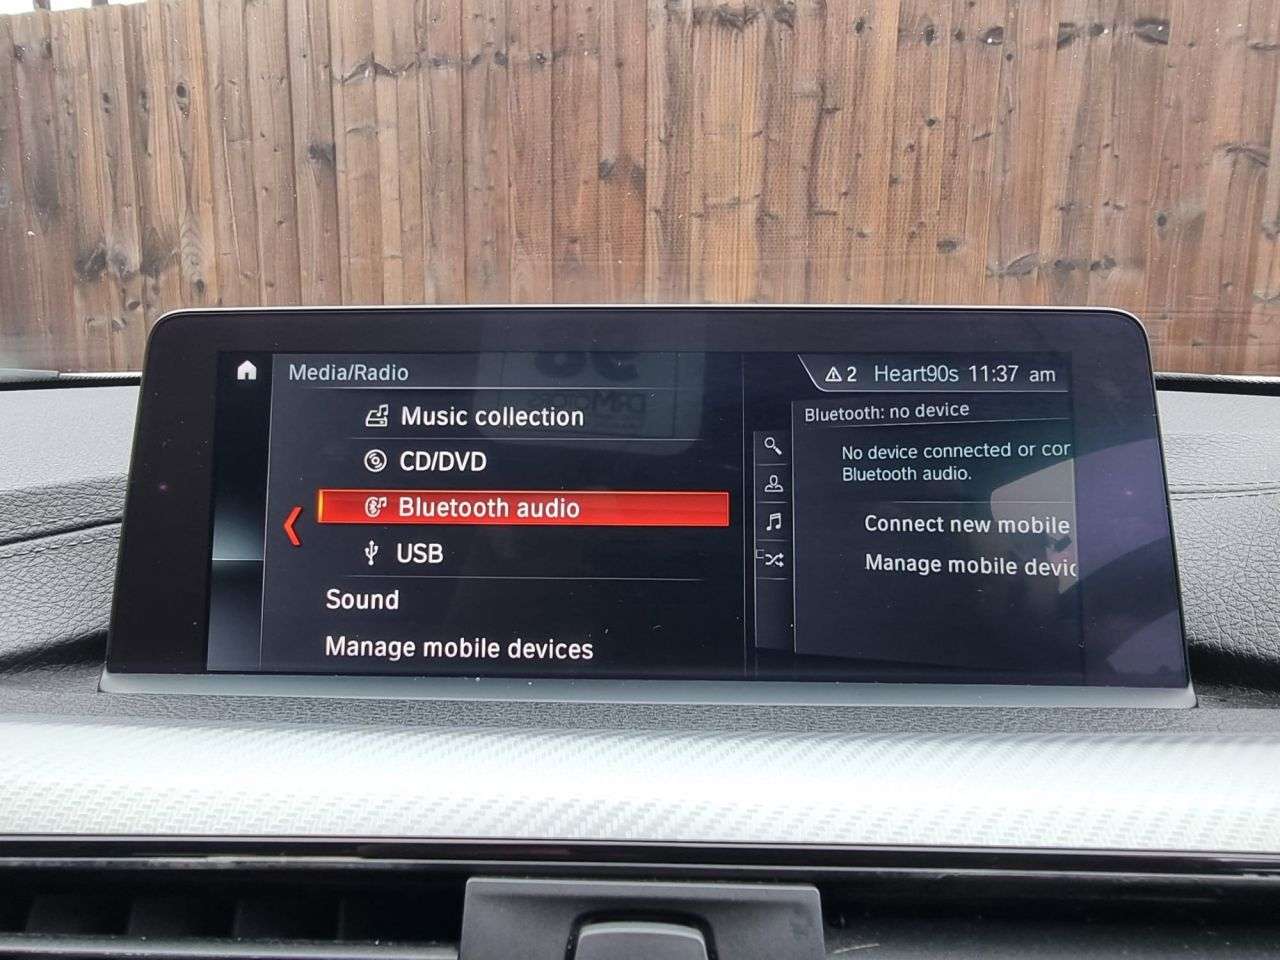 Media/Radio
Music collection
CD/DVD
Bluetooth audio
USB
Sound
Manage mobile devices
2 Heart90s 11:37 am
Bluetooth: no device
No device connected or cor
Bluetooth audio.
Connect new mobile
Manage mobile devic